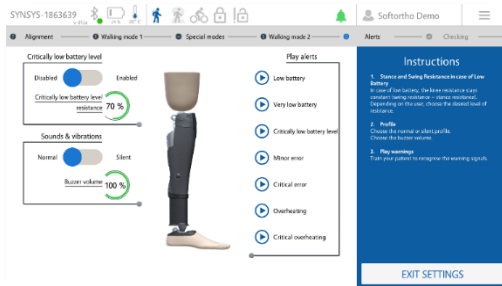 SYNSYS-1863639
Softortho Demo
Alignment
Walking mode 1
Special modes
Walking mode 2
Alerts
Checking
Critically low battery level
Disabled
Enabled
Critically low battery level
resistance
70 %
Sounds & vibrations
Normal
Silent
Buzzer volume
100 %
Play alerts
Low battery
Very low battery
Critically low battery level
Minor error
Critical error
Overheating
Critical overheating
Instructions
1. Stance and Swing Resistance in case of Low
Battery
In case of low battery, the knee resistance stays
constant (swing resistance = stance resistance).
Depending on the user, choose the desired level of
resistance.
2. Profile
Choose the normal or silent profile.
Choose the buzzer volume.
3. Play warnings
Train your patient to recognise the warning signals.
EXIT SETTINGS